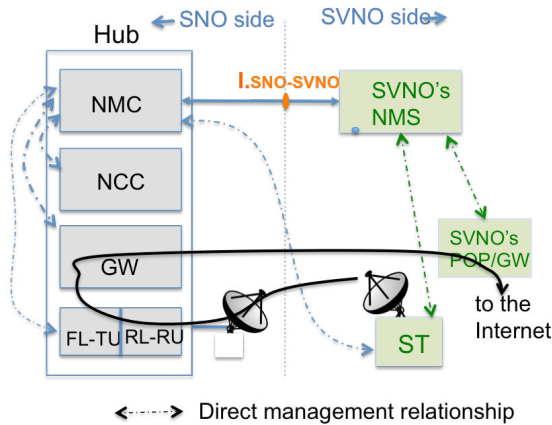 SNO side
SVNO side
Hub
I.SNO-SVNO
NMC
SVNO's
NMS
NCC
GW
SVNO's
POP/GW
to the
Internet
FL-TU
RL-RU
ST
Direct management relationship